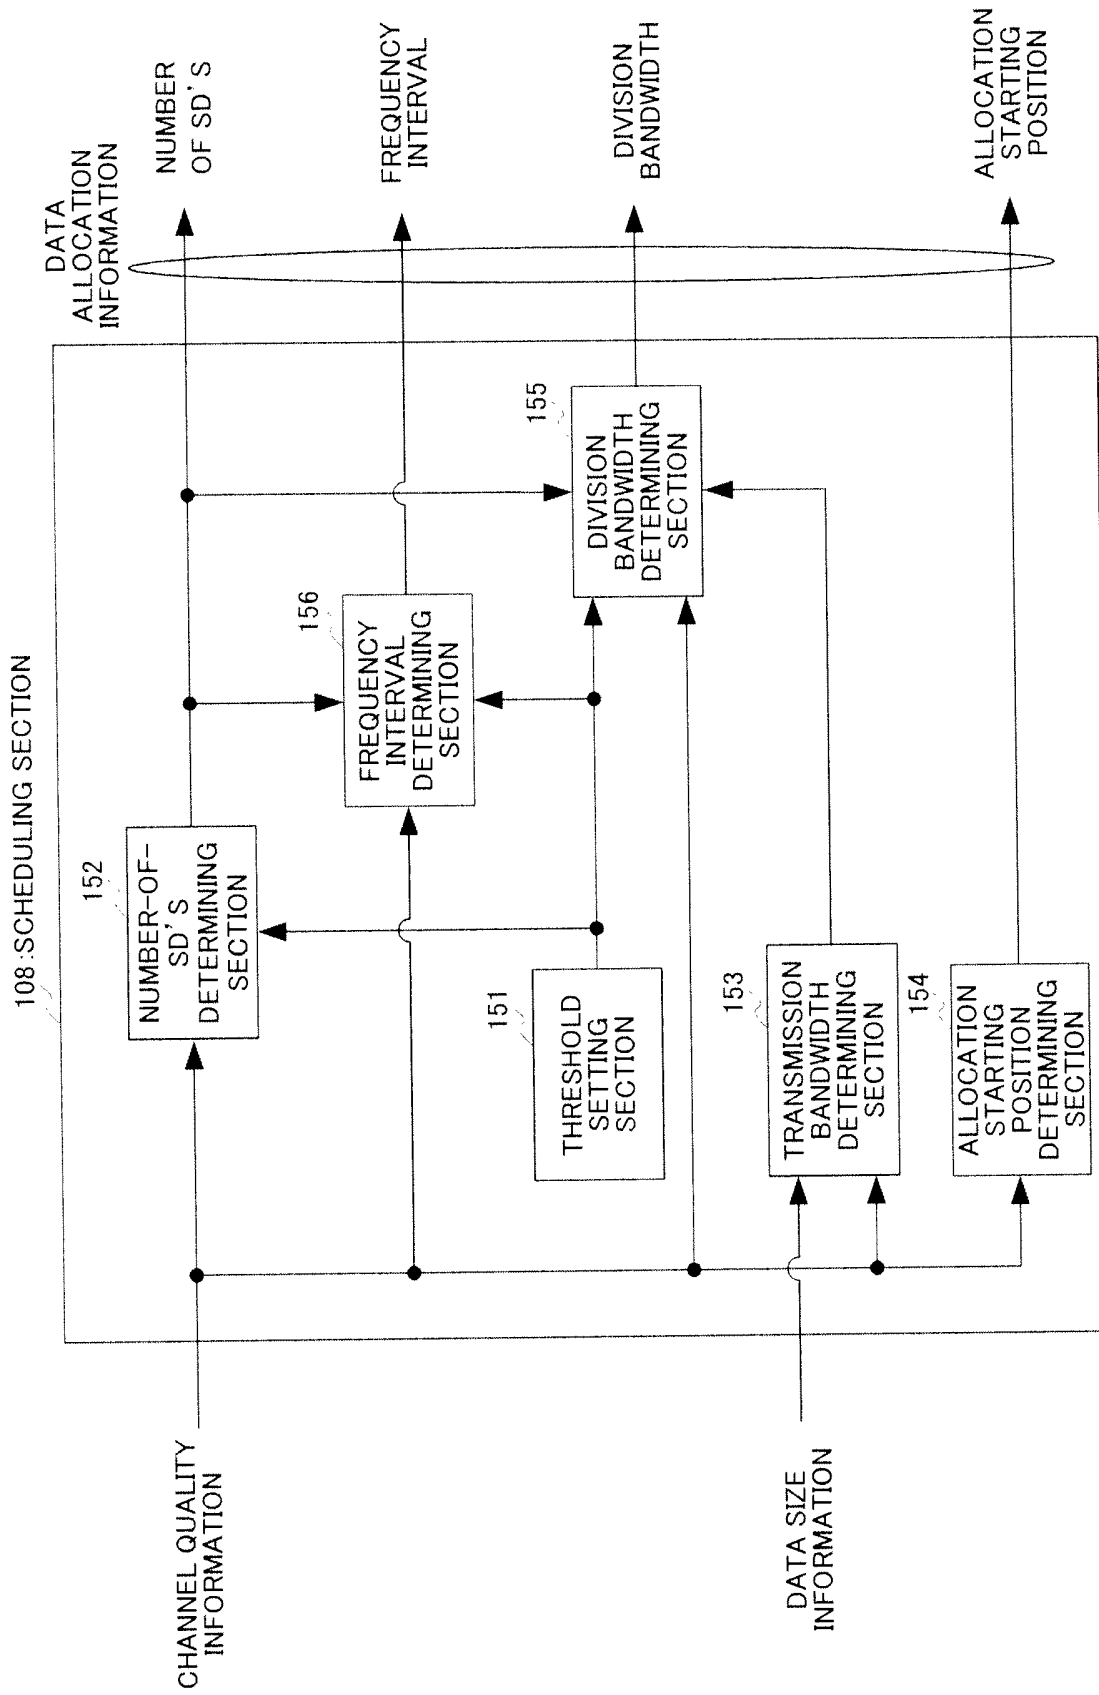 108:SCHEDULING SECTION
DATA
ALLOCATION
INFORMATION
CHANNEL QUALITY
INFORMATION
152
NUMBER-OF-
SD'S
DETERMINING
SECTION
NUMBER
OF SD'S
156
FREQUENCY
INTERVAL
DETERMINING
SECTION
FREQUENCY
INTERVAL
151
THRESHOLD
SETTING
SECTION
155
DIVISION
BANDWIDTH
DETERMINING
SECTION
DIVISION
BANDWIDTH
DATA SIZE
INFORMATION
153
TRANSMISSION
BANDWIDTH
DETERMINING
SECTION
154
ALLOCATION
STARTING
POSITION
DETERMINING
SECTION
ALLOCATION
STARTING
POSITION